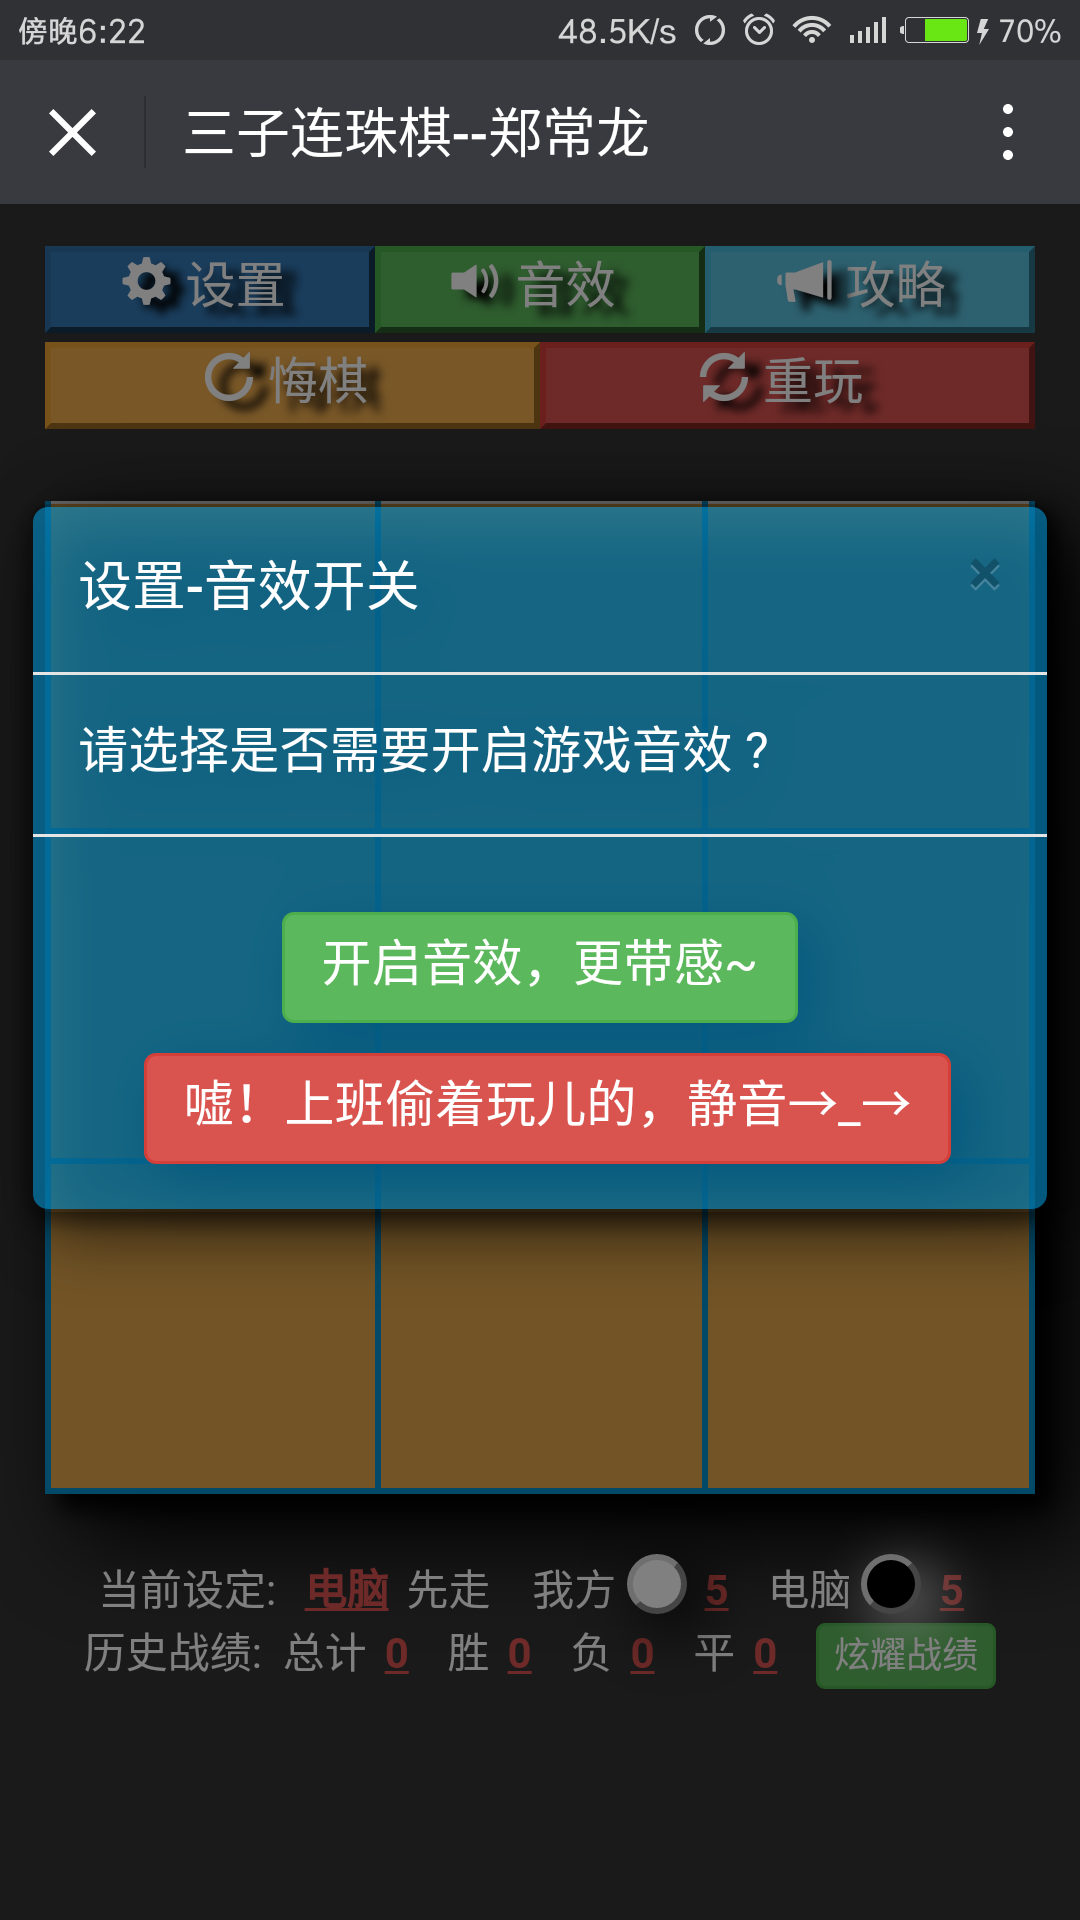 傍晚6:22 48.5K/s 70%
三子连珠棋--郑常龙
设置 音效 攻略
悔棋 重玩
设置-音效开关 ×
请选择是否需要开启游戏音效？
开启音效，更带感~
嘘！上班偷着玩儿的，静音→_→
当前设定: 电脑 先走 我方 5 电脑 5
历史战绩: 总计 0 胜 0 负 0 平 0 炫耀战绩